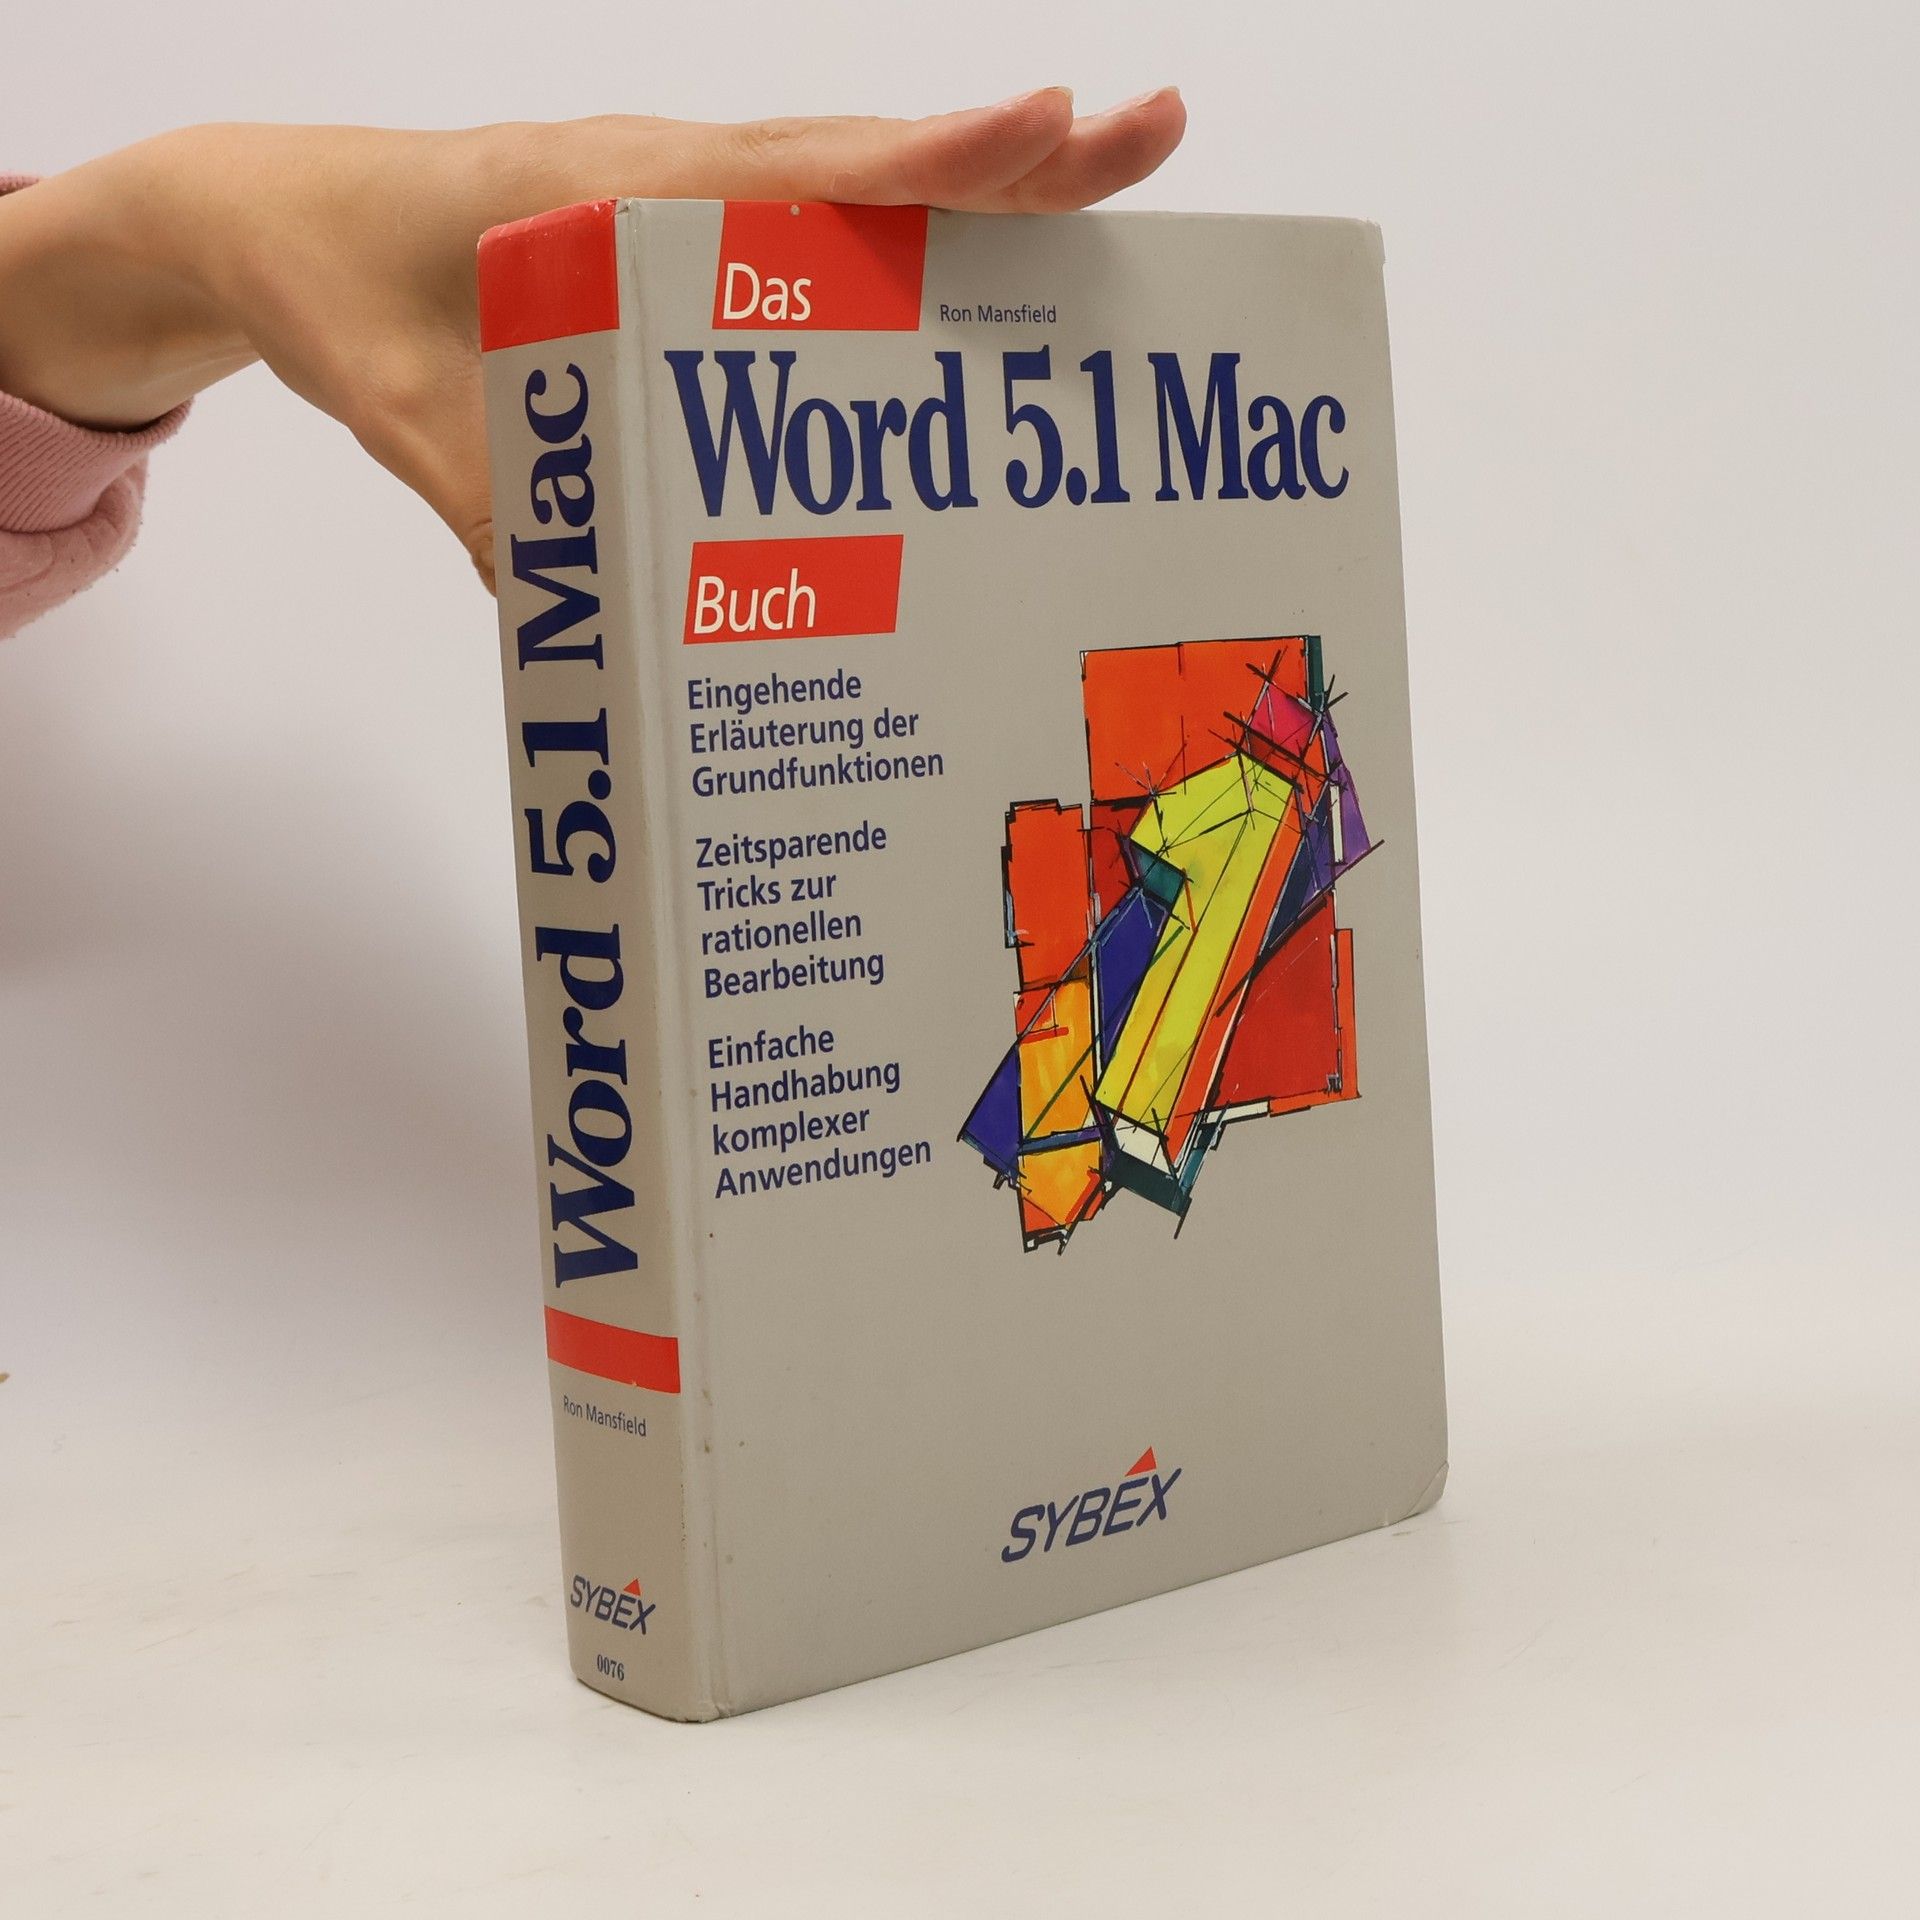 Das
Ron Mansfield
Word 5.1 Mac
Buch
Eingehende
Erläuterung der
Grundfunktionen
Zeitsparende
Tricks zur
rationellen
Bearbeitung
Einfache
Handhabung
komplexer
Anwendungen
SYBEX
Word 5.1 Mac
Ron Mansfield
SYBEX
0076